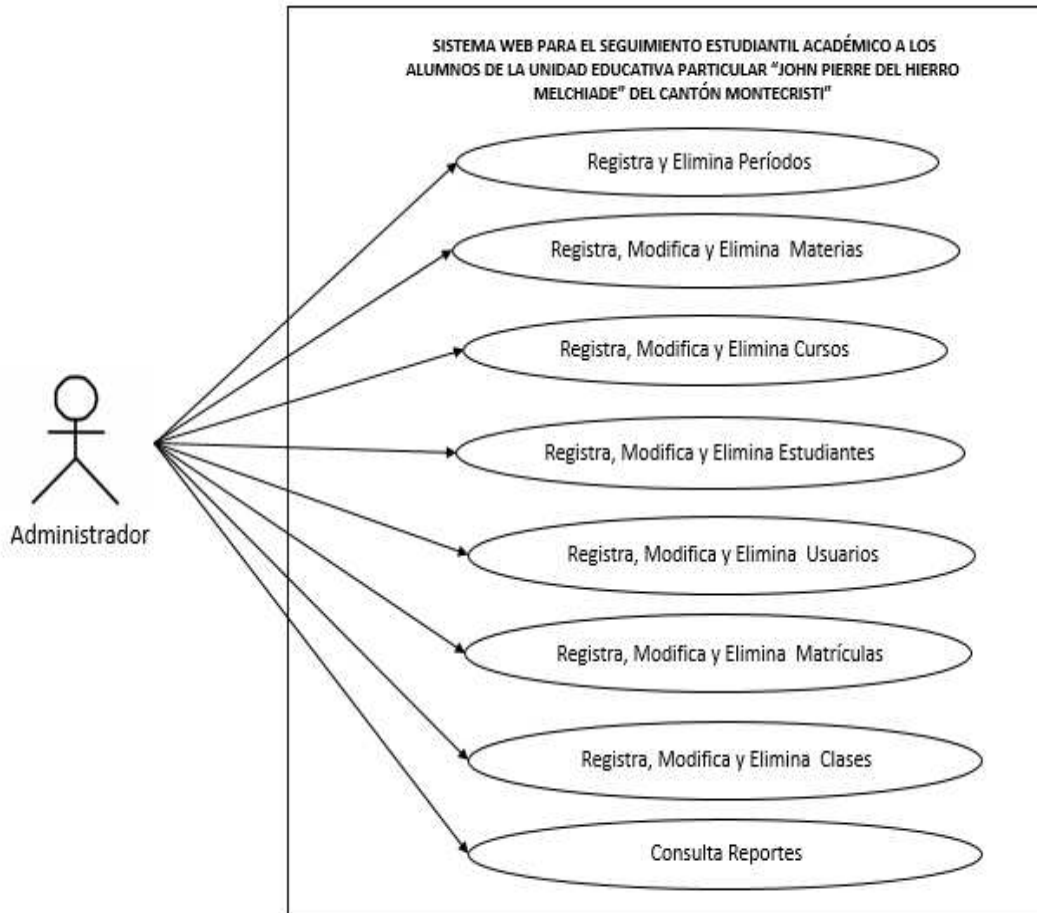 SISTEMA WEB PARA EL SEGUIMIENTO ESTUDIANTIL ACADÉMICO A LOS
ALUMNOS DE LA UNIDAD EDUCATIVA PARTICULAR "JOHN PIERRE DEL HIERRO
MELCHIADE" DEL CANTÓN MONTECRISTI"
Registra y Elimina Períodos
Registra, Modifica y Elimina Materias
Registra, Modifica y Elimina Cursos
Registra, Modifica y Elimina Estudiantes
Administrador
Registra, Modifica y Elimina Usuarios
Registra, Modifica y Elimina Matrículas
Registra, Modifica y Elimina Clases
Consulta Reportes